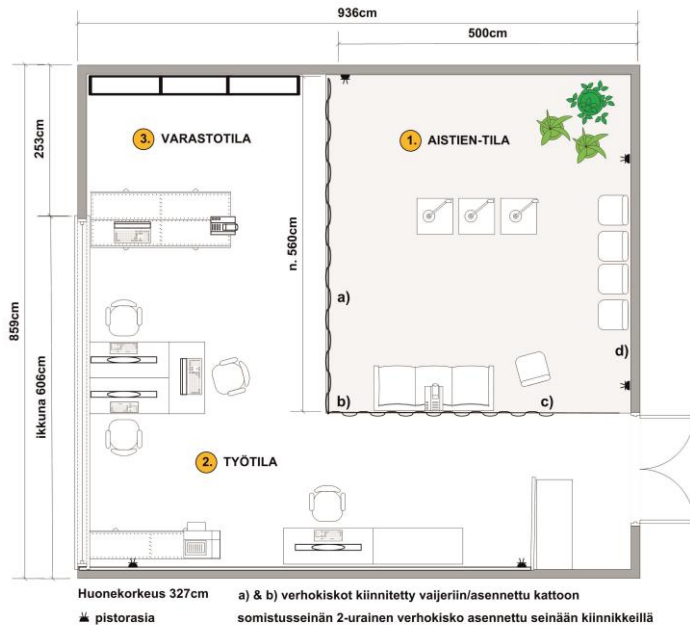 936cm
500cm
253cm
3. VARASTOTILA
1. AISTIEN-TILA
n. 560cm
a)
859cm
ikkuna 606cm
d)
b)
c)
2. TYÖTILA
Huonekorkeus 327cm
a) & b) verhokiskot kiinnitetty vaijeriin/asennettu kattoon
pistorasia
somistusseinän 2-urainen verhokisko asennettu seinään kiinnikkeillä